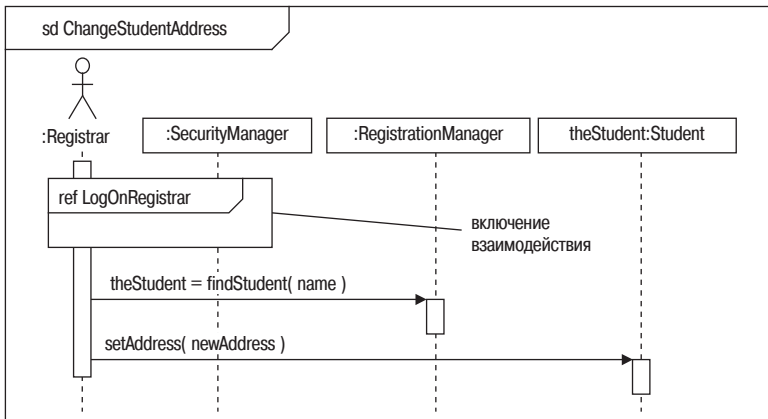 sd ChangeStudentAddress
:Registrar
:SecurityManager
:RegistrationManager
theStudent:Student
ref LogOnRegistrar
включение
взаимодействия
theStudent = findStudent( name )
setAddress( newAddress )